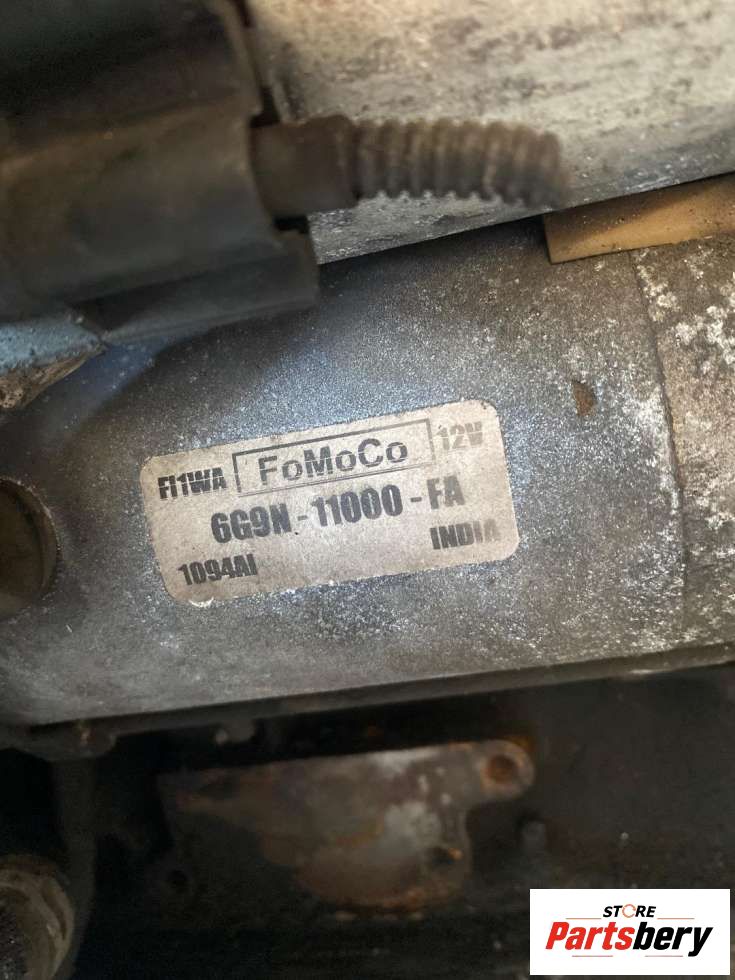 FI1WA FoMoCo 12V
6G9N - 11000 - FA
1094AI INDIA
STORE
Partsbery